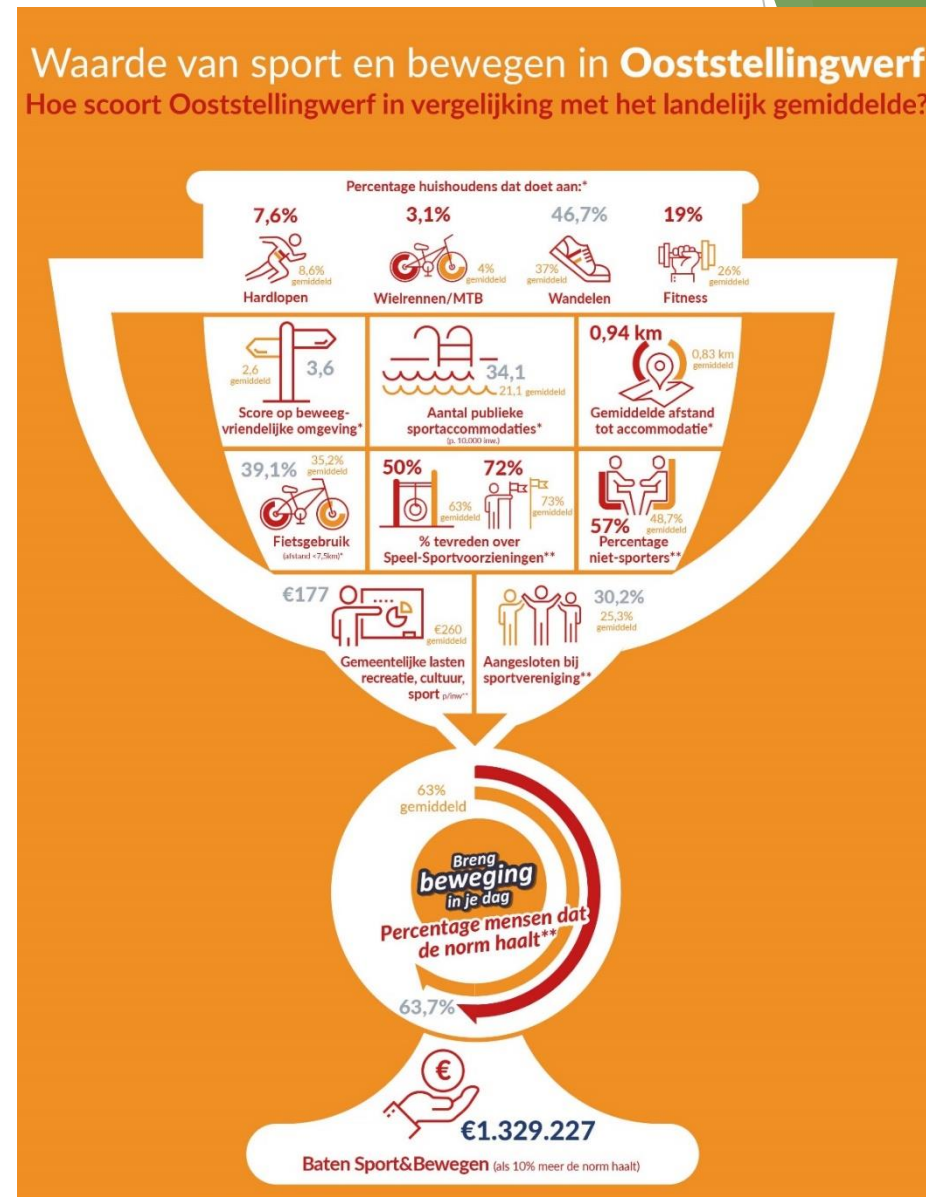 Waarde van sport en bewegen in Ooststellingwerf
Hoe scoort Ooststellingwerf in vergelijking met het landelijk gemiddelde?
Percentage huishoudens dat doet aan:*
7,6%
8,6%
gemiddeld
Hardlopen
3,1%
4%
gemiddeld
Wielrennen/MTB
46,7%
37%
gemiddeld
Wandelen
19%
26%
gemiddeld
Fitness
2,6
gemiddeld
3,6
Score op beweeg-
vriendelijke omgeving*
34,1
21,1 gemiddeld
Aantal publieke
sportaccommodaties*
(p. 10.000 inw.)
0,94 km
0,83 km
gemiddeld
Gemiddelde afstand
tot accommodatie*
39,1%
35,2%
gemiddeld
Fietsgebruik
(afstand <7,5km)*
50%
63%
gemiddeld
72%
73%
gemiddeld
% tevreden over
Speel-Sportvoorzieningen**
57%
48,7%
gemiddeld
Percentage
niet-sporters**
€177
€260
gemiddeld
Gemeentelijke lasten
recreatie, cultuur,
sport p/inw**
30,2%
25,3%
gemiddeld
Aangesloten bij
sportvereniging**
63%
gemiddeld
Breng
beweging
in je dag
Percentage mensen dat
de norm haalt**
63,7%
€
€1.329.227
Baten Sport&Bewegen (als 10% meer de norm haalt)